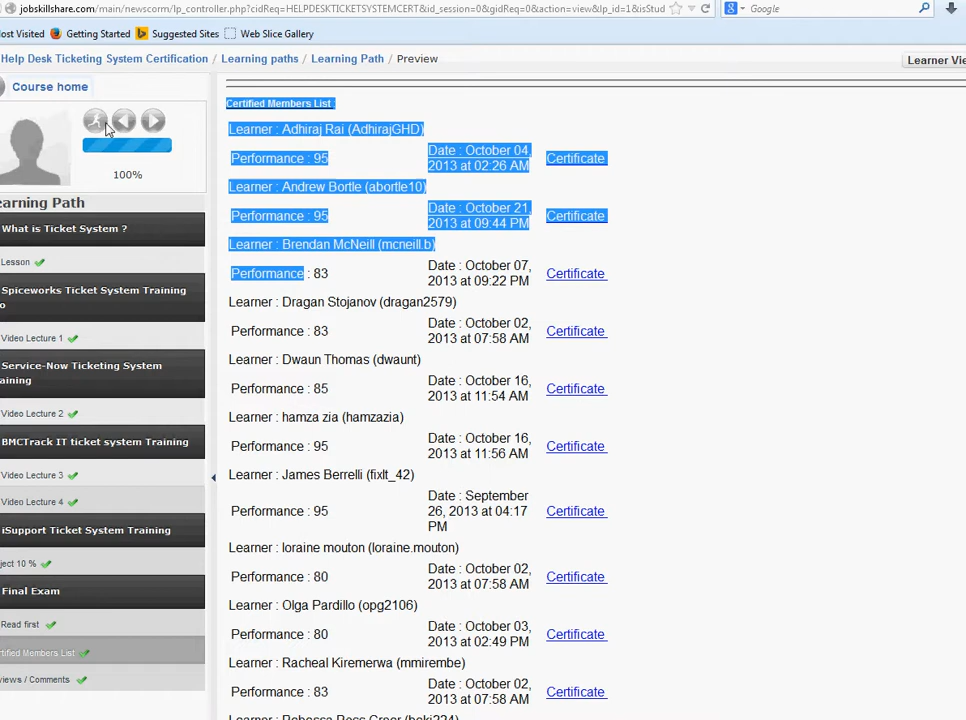 jobskillshare.com/main/newscorm/lp_controller.php?cidReq=HELPDESKTICKETSYSTEMCERT&id_session=0&gidReq=0&action=view&lp_id=1&isStud
Google
ost Visited Getting Started Suggested Sites Web Slice Gallery
Help Desk Ticketing System Certification / Learning paths / Learning Path / Preview
Learner Vie
Course home
100%
earning Path
What is Ticket System ?
Lesson
Spiceworks Ticket System Training
o
Video Lecture 1
Service-Now Ticketing System
aining
Video Lecture 2
BMCTrack IT ticket system Training
Video Lecture 3
Video Lecture 4
iSupport Ticket System Training
ject 10 %
Final Exam
Read first
tified Members List
views / Comments
Certified Members List
Learner : Adhiraj Rai (AdhirajGHD)
Performance : 95 Date : October 04, 2013 at 02:26 AM Certificate
Learner : Andrew Bortle (abortle10)
Performance : 95 Date : October 21, 2013 at 09:44 PM Certificate
Learner : Brendan McNeill (mcneill.b)
Performance : 83 Date : October 07, 2013 at 09:22 PM Certificate
Learner : Dragan Stojanov (dragan2579)
Performance : 83 Date : October 02, 2013 at 07:58 AM Certificate
Learner : Dwaun Thomas (dwaunt)
Performance : 85 Date : October 16, 2013 at 11:54 AM Certificate
Learner : hamza zia (hamzazia)
Performance : 95 Date : October 16, 2013 at 11:56 AM Certificate
Learner : James Berrelli (fixIt_42)
Performance : 95 Date : September 26, 2013 at 04:17 PM Certificate
Learner : loraine mouton (loraine.mouton)
Performance : 80 Date : October 02, 2013 at 07:58 AM Certificate
Learner : Olga Pardillo (opg2106)
Performance : 80 Date : October 03, 2013 at 02:49 PM Certificate
Learner : Racheal Kiremerwa (mmirembe)
Performance : 83 Date : October 02, 2013 at 07:58 AM Certificate